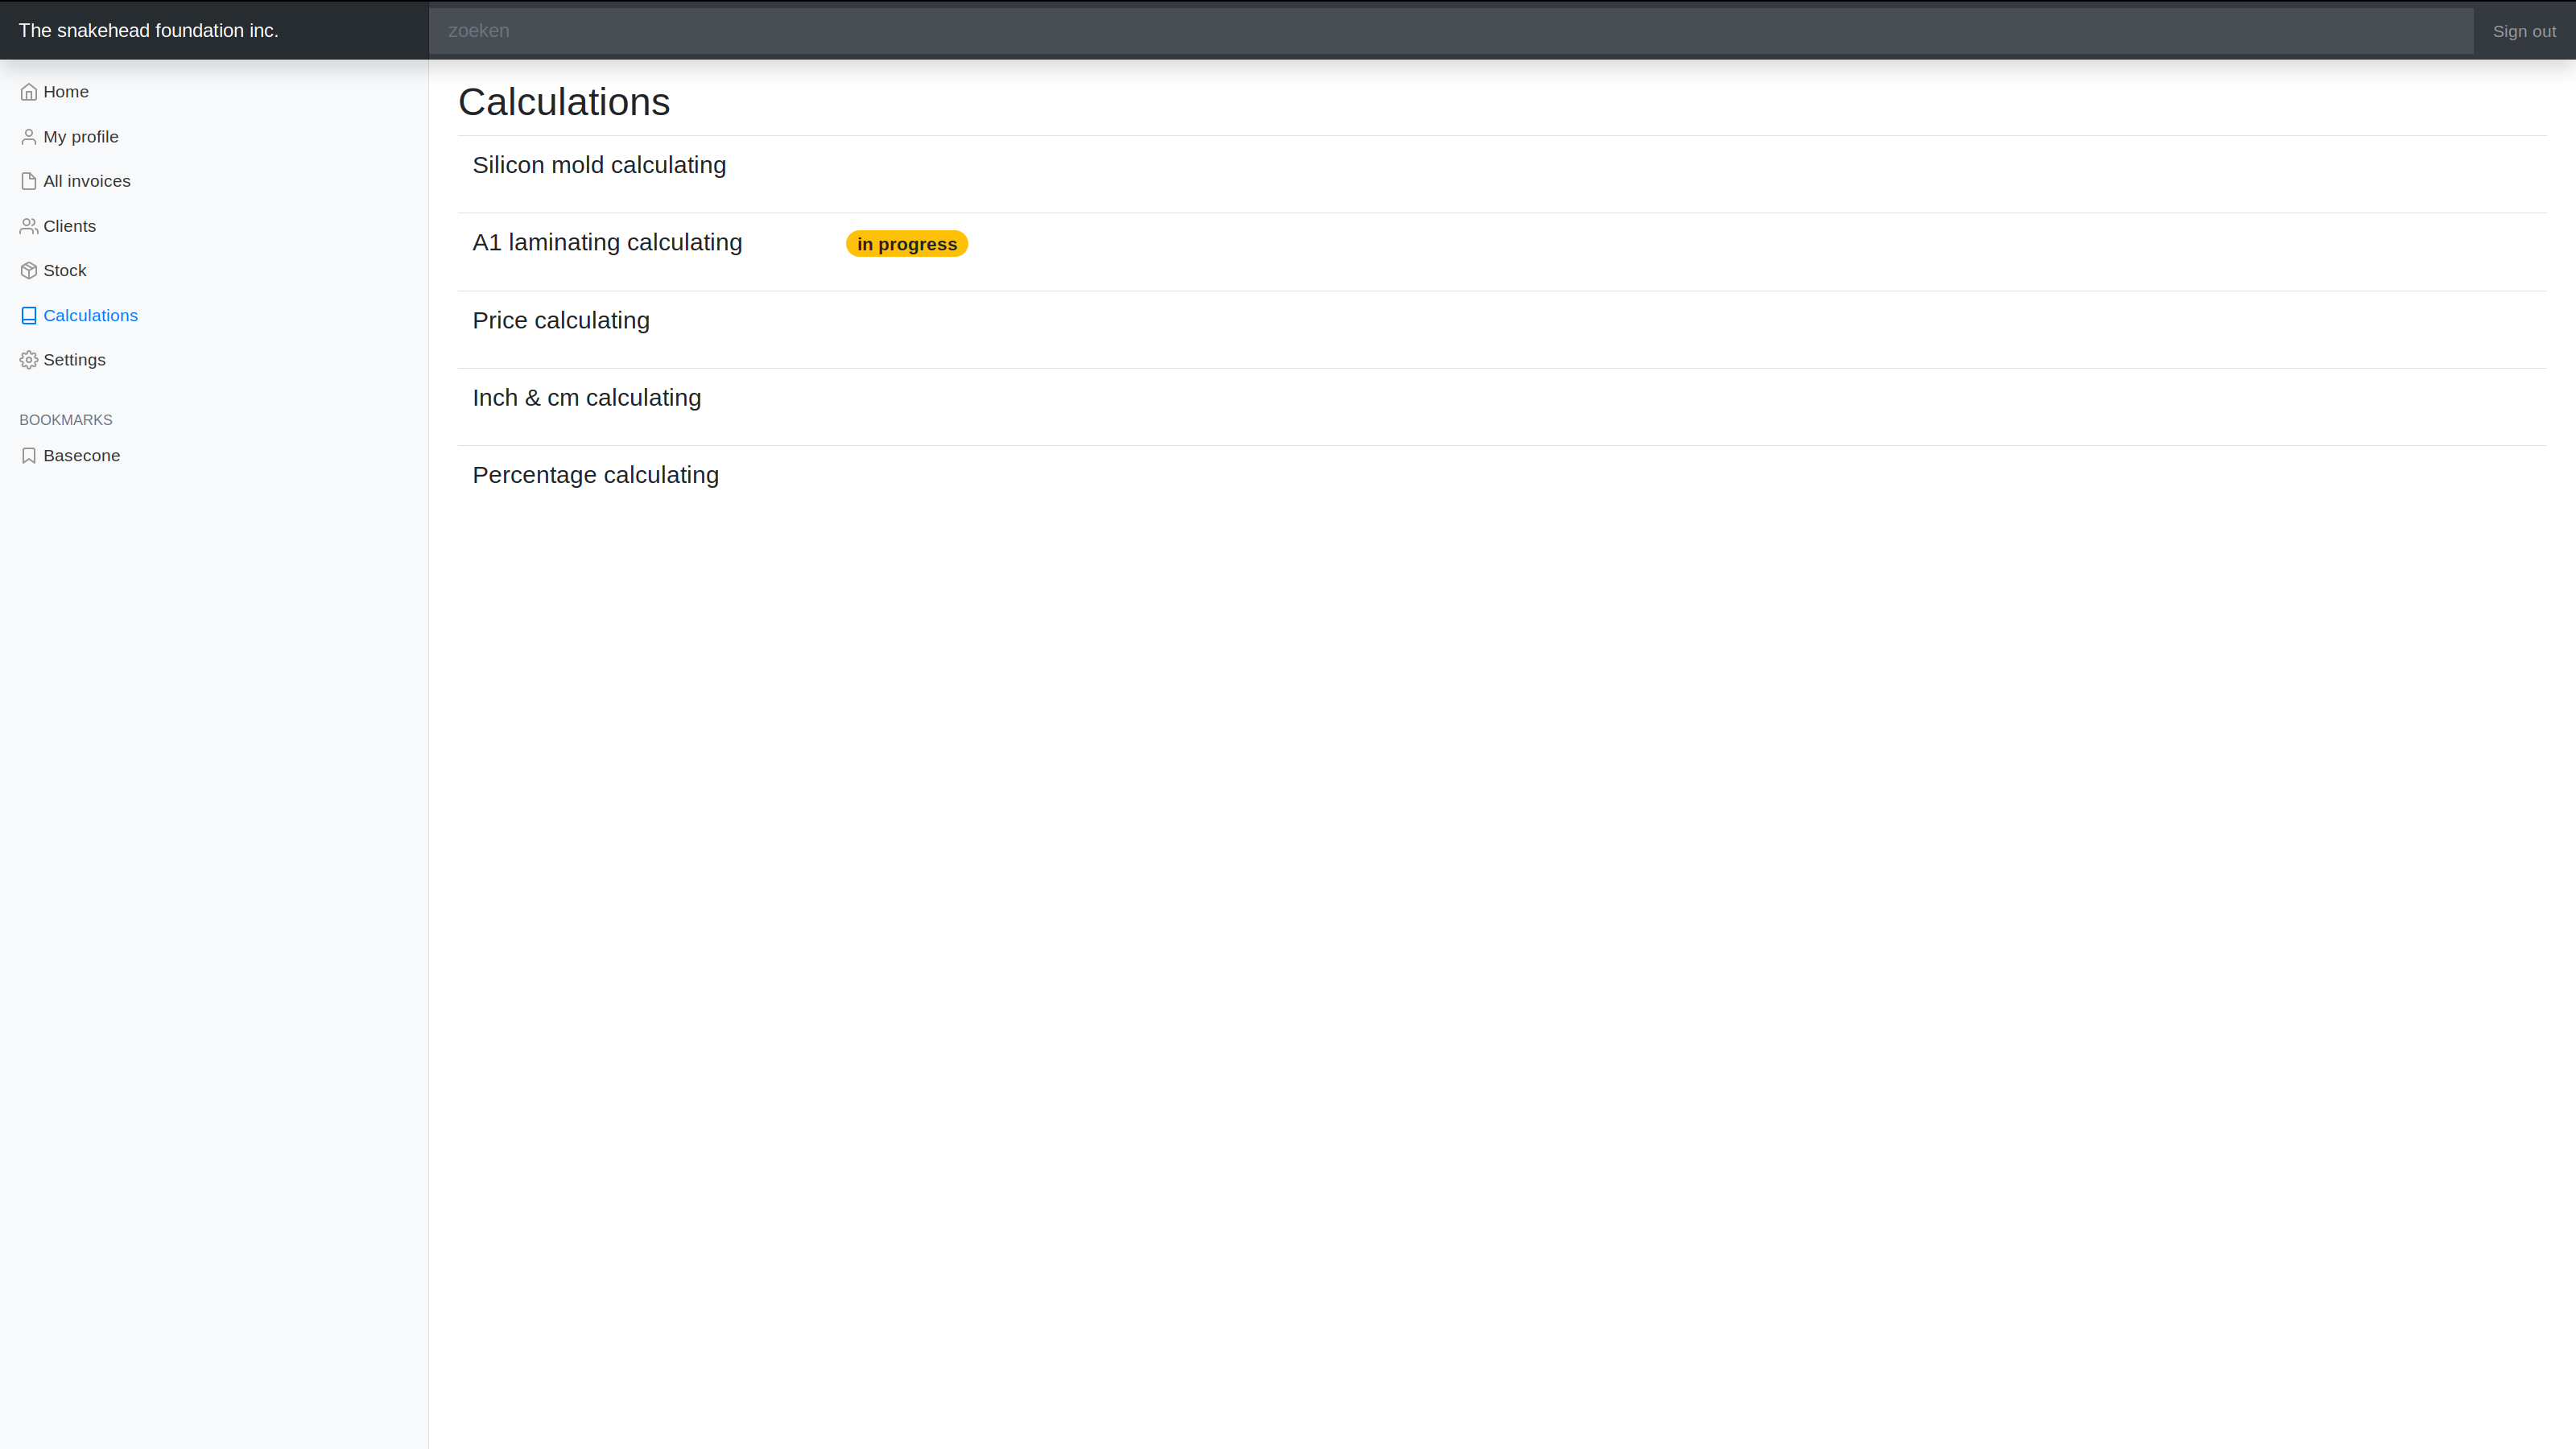 The snakehead foundation inc.
zoeken
Sign out
Home
My profile
All invoices
Clients
Stock
Calculations
Settings
BOOKMARKS
Basecone
Calculations
Silicon mold calculating
A1 laminating calculating in progress
Price calculating
Inch & cm calculating
Percentage calculating